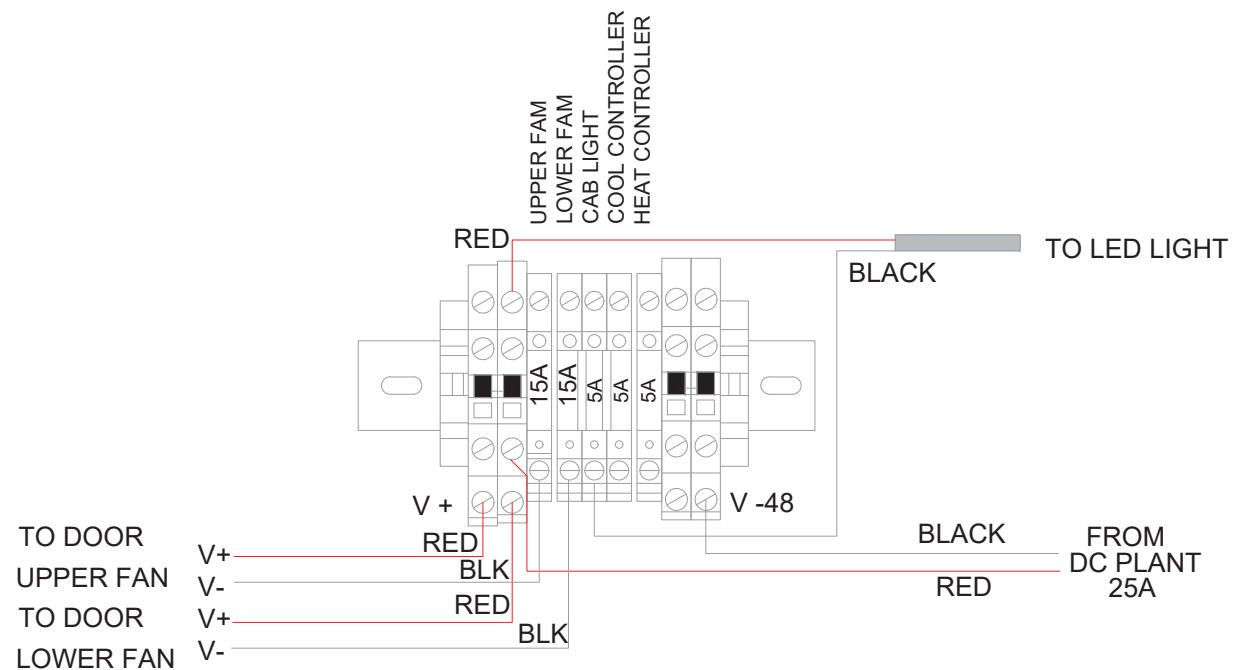 UPPER FAM
LOWER FAM
CAB LIGHT
COOL CONTROLLER
HEAT CONTROLLER
RED
TO LED LIGHT
BLACK
15A
15A
5A
5A
5A
V +
V -48
TO DOOR
UPPER FAN
V+
V-
RED
BLK
TO DOOR
LOWER FAN
V+
V-
RED
BLK
BLACK
RED
FROM
DC PLANT
25A